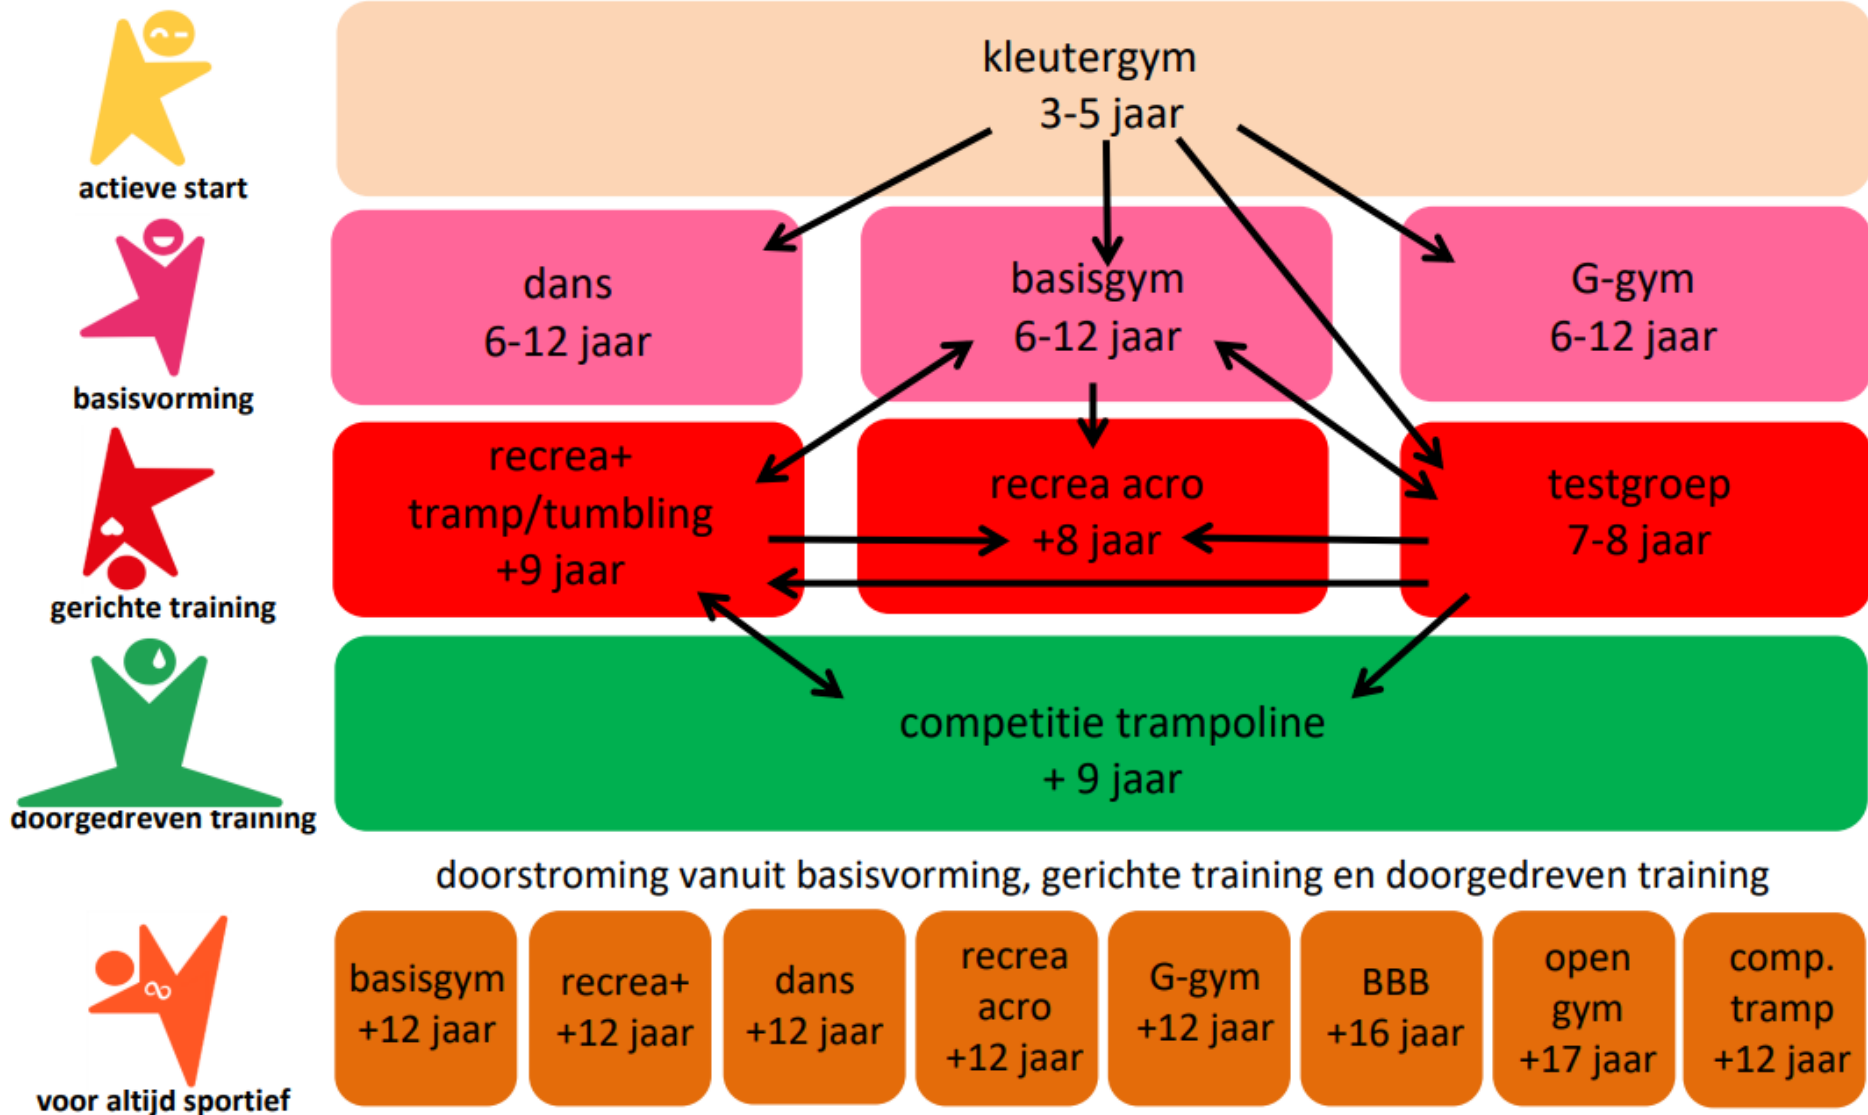 kleutergym
3-5 jaar
actieve start
dans
6-12 jaar
basisgym
6-12 jaar
G-gym
6-12 jaar
basisvorming
recrea+
tramp/tumbling
+9 jaar
recrea acro
+8 jaar
testgroep
7-8 jaar
gerichte training
competitie trampoline
+ 9 jaar
doorgedreven training
doorstroming vanuit basisvorming, gerichte training en doorgedreven training
basisgym
+12 jaar
recrea+
+12 jaar
dans
+12 jaar
recrea
acro
+12 jaar
G-gym
+12 jaar
BBB
+16 jaar
open
gym
+17 jaar
comp.
tramp
+12 jaar
voor altijd sportief